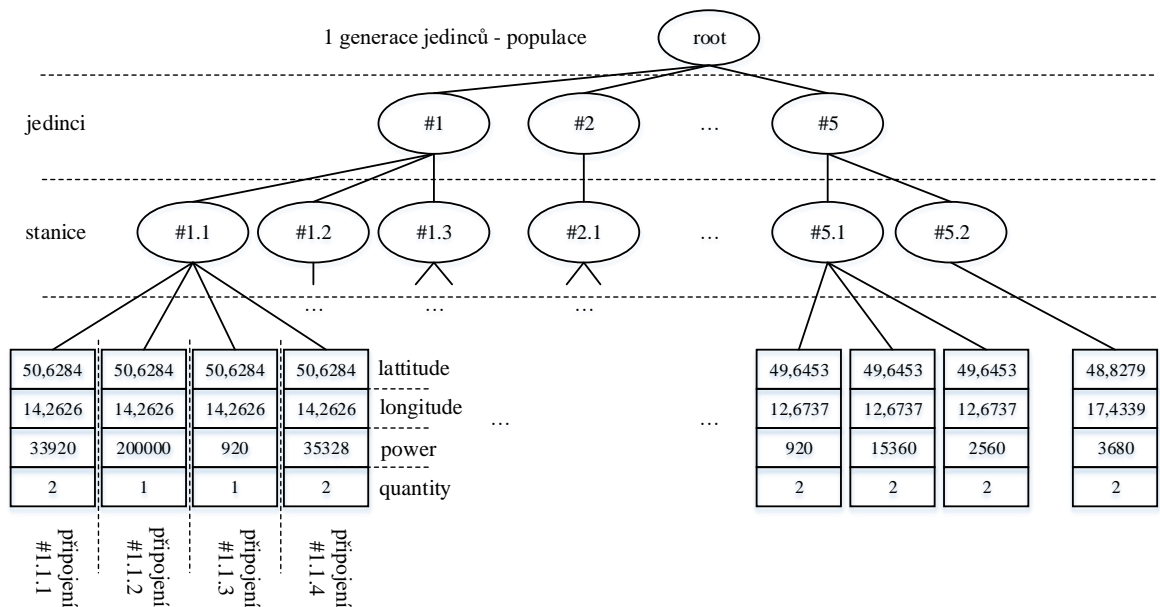 1 generace jedinců - populace root
jedinci #1 #2 ... #5
stanice #1.1 #1.2 #1.3 #2.1 ... #5.1 #5.2
... ... ...
50,6284 50,6284 50,6284 50,6284 lattitude 49,6453 49,6453 49,6453 48,8279
14,2626 14,2626 14,2626 14,2626 longitude 12,6737 12,6737 12,6737 17,4339
... ...
33920 200000 920 35328 power 920 15360 2560 3680
2 1 1 2 quantity 2 2 2 2
připojení
#1.1.1
připojení
#1.1.2
připojení
#1.1.3
připojení
#1.1.4